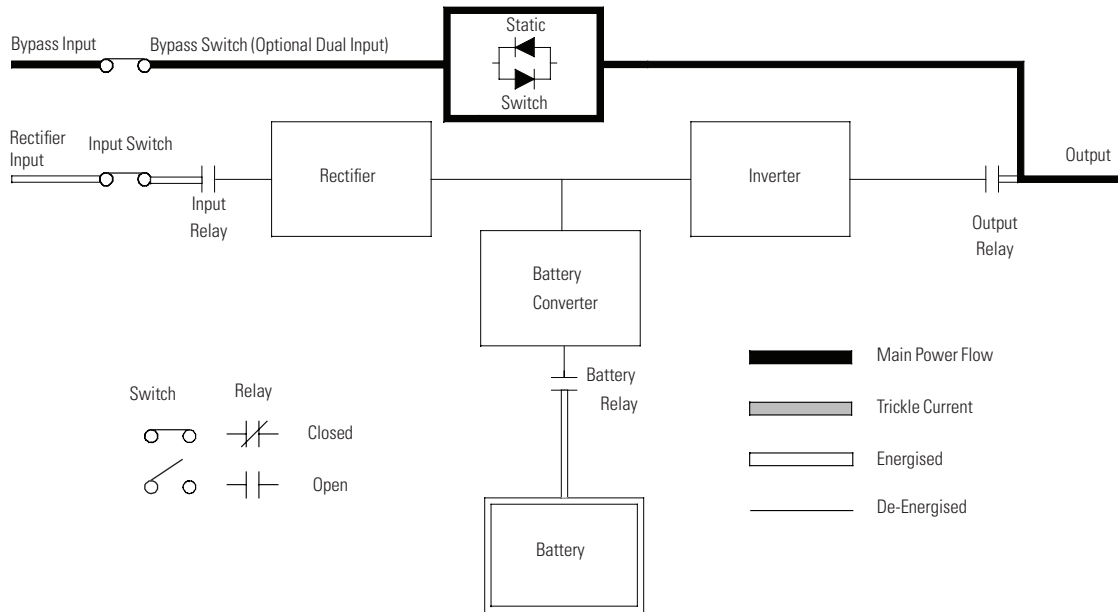 Static
Bypass Input
Bypass Switch (Optional Dual Input)
Switch
Rectifier
Input
Input Switch
Output
Rectifier
Inverter
Input
Relay
Output
Relay
Battery
Converter
Main Power Flow
Battery
Relay
Switch
Relay
Trickle Current
Closed
Energised
Open
De-Energised
Battery